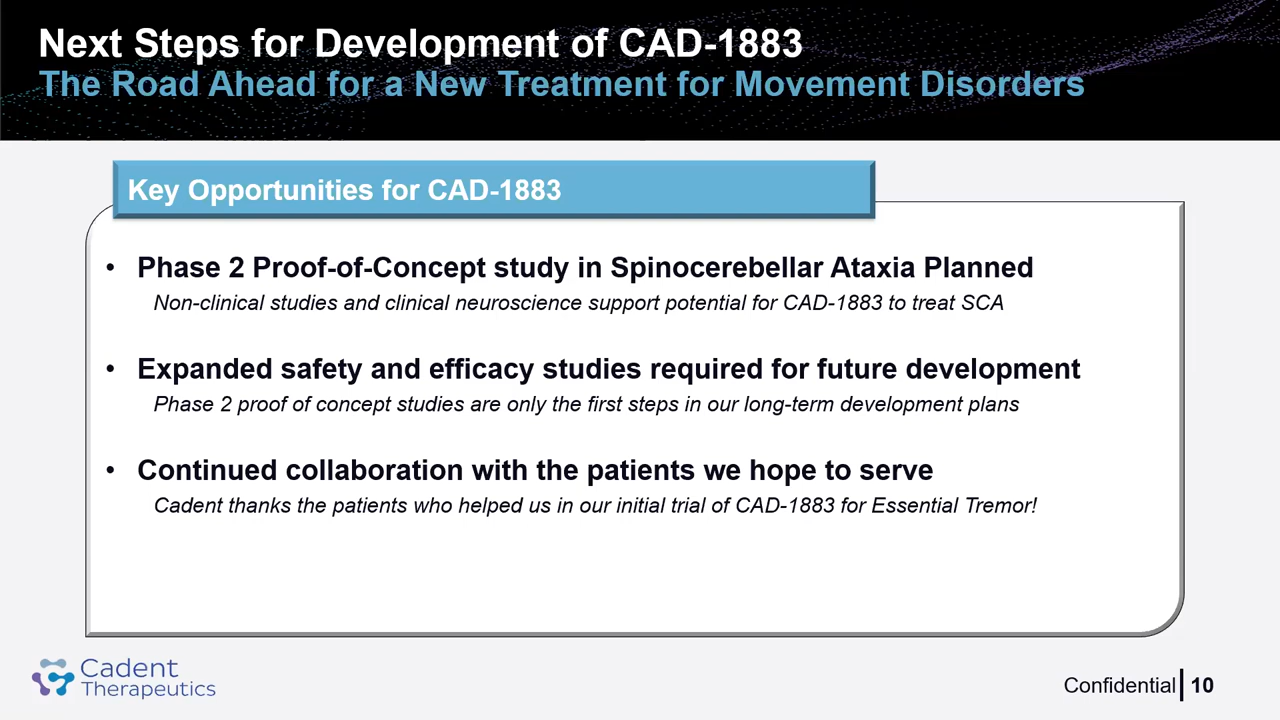 Next Steps for Development of CAD-1883
The Road Ahead for a New Treatment for Movement Disorders
Key Opportunities for CAD-1883
• Phase 2 Proof-of-Concept study in Spinocerebellar Ataxia Planned
Non-clinical studies and clinical neuroscience support potential for CAD-1883 to treat SCA
• Expanded safety and efficacy studies required for future development
Phase 2 proof of concept studies are only the first steps in our long-term development plans
• Continued collaboration with the patients we hope to serve
Cadent thanks the patients who helped us in our initial trial of CAD-1883 for Essential Tremor!
Cadent
Therapeutics
Confidential 10